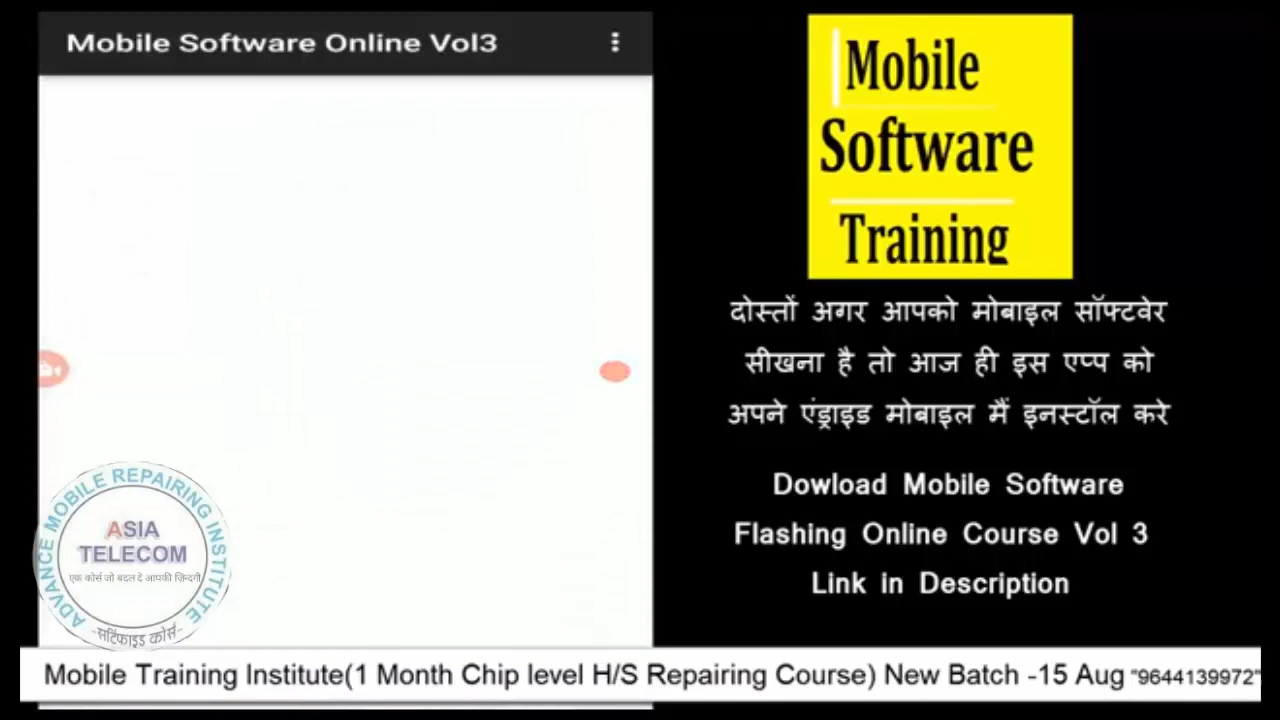 Mobile Software Online Vol3
Mobile
Software
Training
दोस्तों अगर आपको मोबाइल सॉफ्टवेर
सीखना है तो आज ही इस एप्प को
अपने एंड्राइड मोबाइल मैं इनस्टॉल करे
Dowload Mobile Software
Flashing Online Course Vol 3
Link in Description
ADVANCE MOBILE REPAIRING INSTITUTE
ASIA
TELECOM
एक कोर्स जो बदल दे आपकी ज़िन्दगी
-सर्टिफाइड कोर्स-
Mobile Training Institute(1 Month Chip level H/S Repairing Course) New Batch -15 Aug "9644139972"